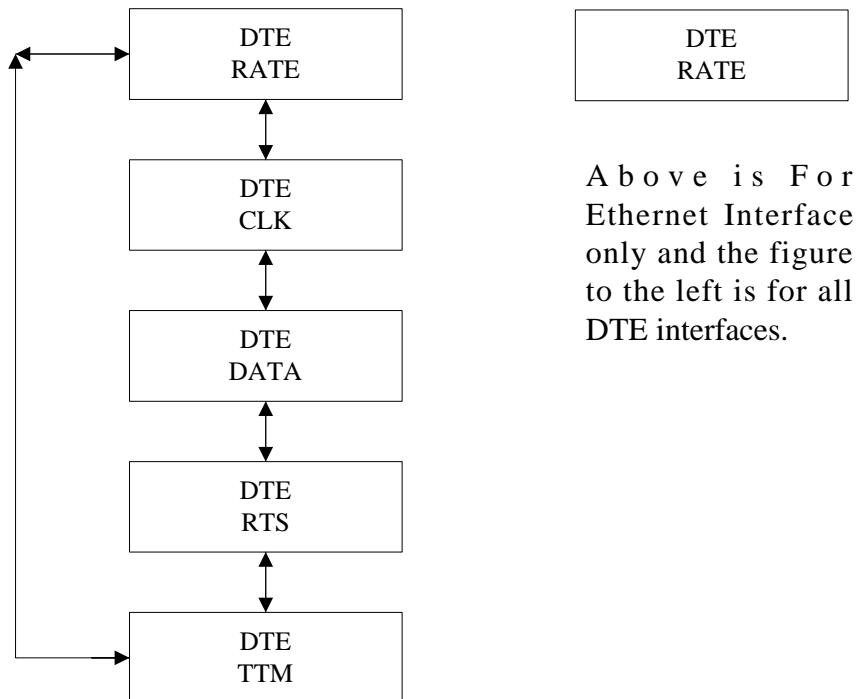 DTE
RATE
DTE
CLK
DTE
DATA
DTE
RTS
DTE
TTM
DTE
RATE
Above is For
Ethernet Interface
only and the figure
to the left is for all
DTE interfaces.